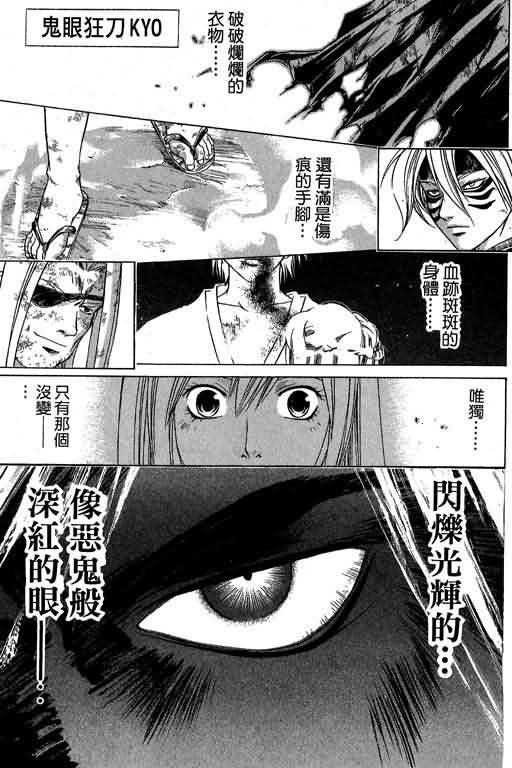 鬼眼狂刀KYO
破破爛爛的
衣物……
還有滿是傷
痕的手腳…
血跡斑斑的
身體……
唯獨……
只有那個
沒變——
…
閃爍光輝的…
像惡鬼般
深紅的眼——…